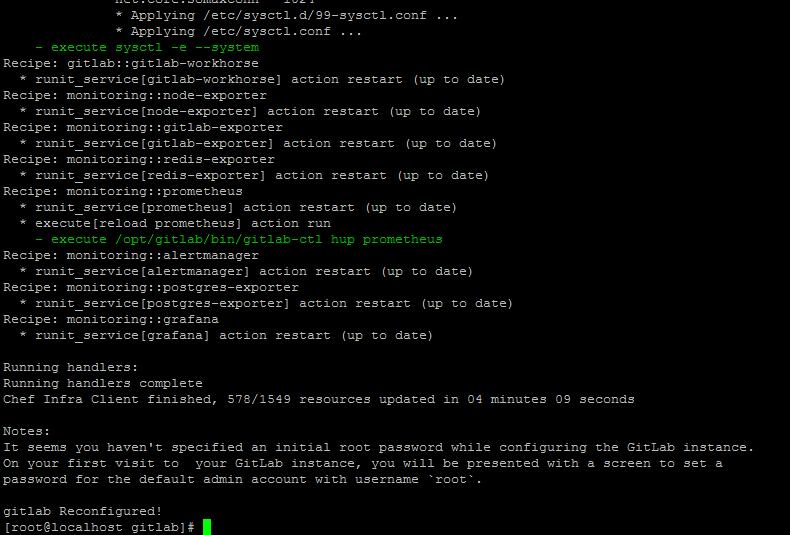 * Applying /etc/sysctl.d/99-sysctl.conf ...
* Applying /etc/sysctl.conf ...
- execute sysctl -e --system
Recipe: gitlab::gitlab-workhorse
* runit_service[gitlab-workhorse] action restart (up to date)
Recipe: monitoring::node-exporter
* runit_service[node-exporter] action restart (up to date)
Recipe: monitoring::gitlab-exporter
* runit_service[gitlab-exporter] action restart (up to date)
Recipe: monitoring::redis-exporter
* runit_service[redis-exporter] action restart (up to date)
Recipe: monitoring::prometheus
* runit_service[prometheus] action restart (up to date)
* execute[reload prometheus] action run
- execute /opt/gitlab/bin/gitlab-ctl hup prometheus
Recipe: monitoring::alertmanager
* runit_service[alertmanager] action restart (up to date)
Recipe: monitoring::postgres-exporter
* runit_service[postgres-exporter] action restart (up to date)
Recipe: monitoring::grafana
* runit_service[grafana] action restart (up to date)
Running handlers:
Running handlers complete
Chef Infra Client finished, 578/1549 resources updated in 04 minutes 09 seconds
Notes:
It seems you haven't specified an initial root password while configuring the GitLab instance.
On your first visit to  your GitLab instance, you will be presented with a screen to set a
password for the default admin account with username `root`.
gitlab Reconfigured!
[root@localhost gitlab]#